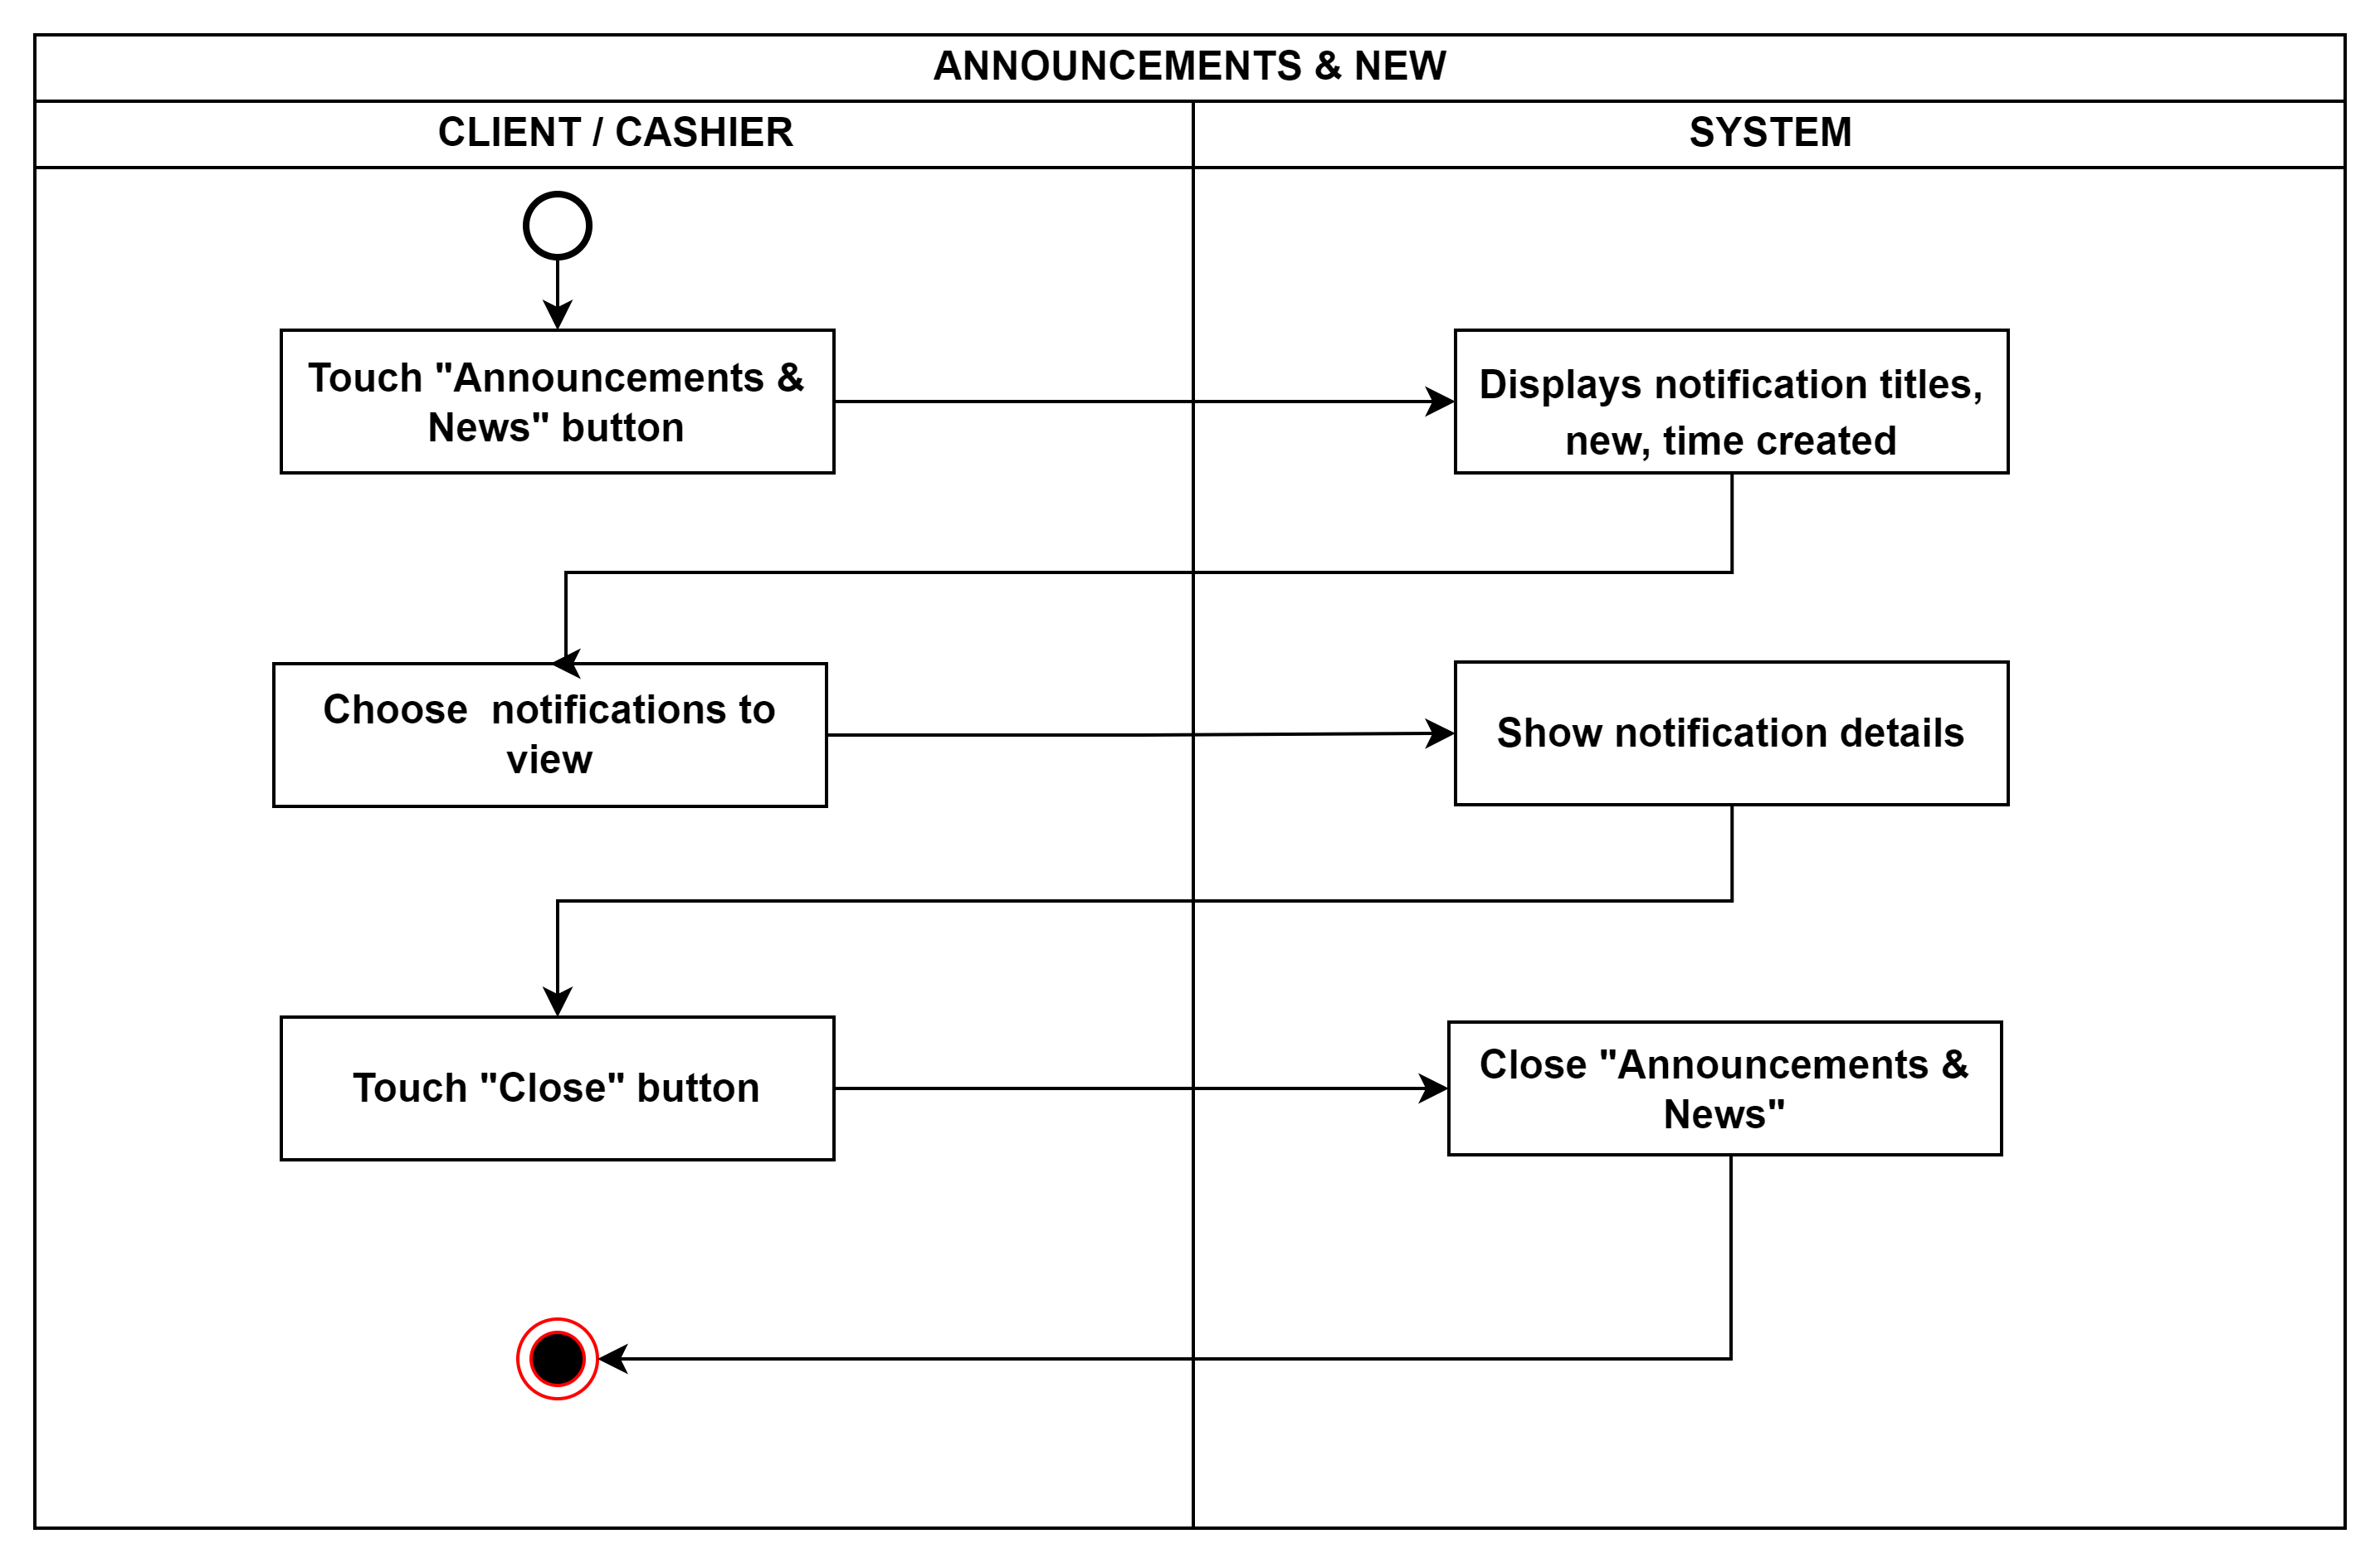 ANNOUNCEMENTS & NEW
CLIENT / CASHIER
SYSTEM
Touch "Announcements &
News" button
Displays notification titles,
new, time created
Choose  notifications to
view
Show notification details
Touch "Close" button
Close "Announcements &
News"